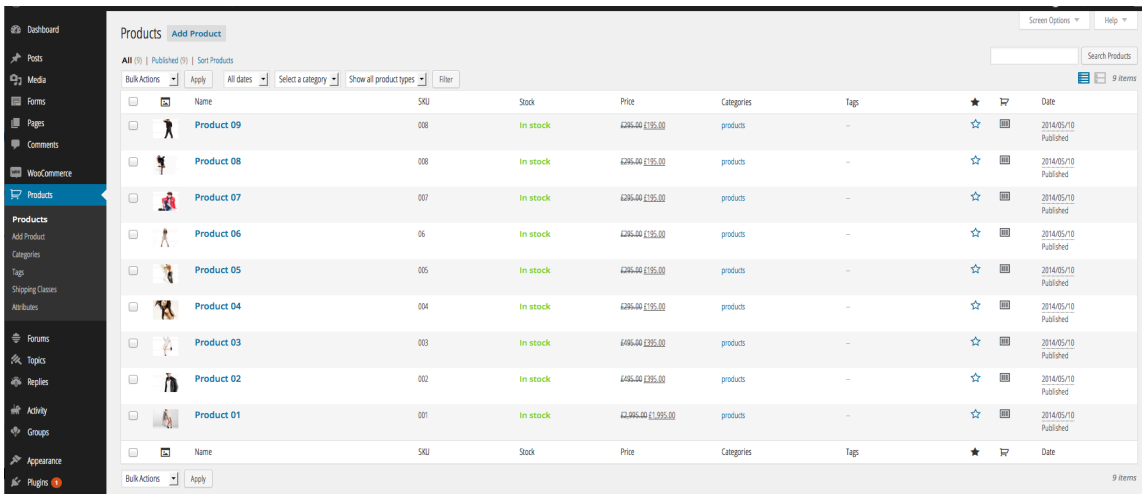 Screen Options Help
Dashboard
Posts
Media
Forms
Pages
Comments
WooCommerce
Products
Products
Add Product
Categories
Tags
Shipping Classes
Attributes
Forums
Topics
Replies
Activity
Groups
Appearance
Plugins 1
Products Add Product
All (9) | Published (9) | Sort Products
Search Products
Bulk Actions Apply All dates Select a category Show all product types Filter
9 items
Name SKU Stock Price Categories Tags Date
Product 09 008 In stock £295.00 £195.00 products – 2014/05/10
Published
Product 08 008 In stock £295.00 £195.00 products – 2014/05/10
Published
Product 07 007 In stock £295.00 £195.00 products – 2014/05/10
Published
Product 06 06 In stock £295.00 £195.00 products – 2014/05/10
Published
Product 05 005 In stock £295.00 £195.00 products – 2014/05/10
Published
Product 04 004 In stock £295.00 £195.00 products – 2014/05/10
Published
Product 03 003 In stock £495.00 £395.00 products – 2014/05/10
Published
Product 02 002 In stock £495.00 £395.00 products – 2014/05/10
Published
Product 01 001 In stock £2,995.00 £1,995.00 products – 2014/05/10
Published
Name SKU Stock Price Categories Tags Date
Bulk Actions Apply
9 items